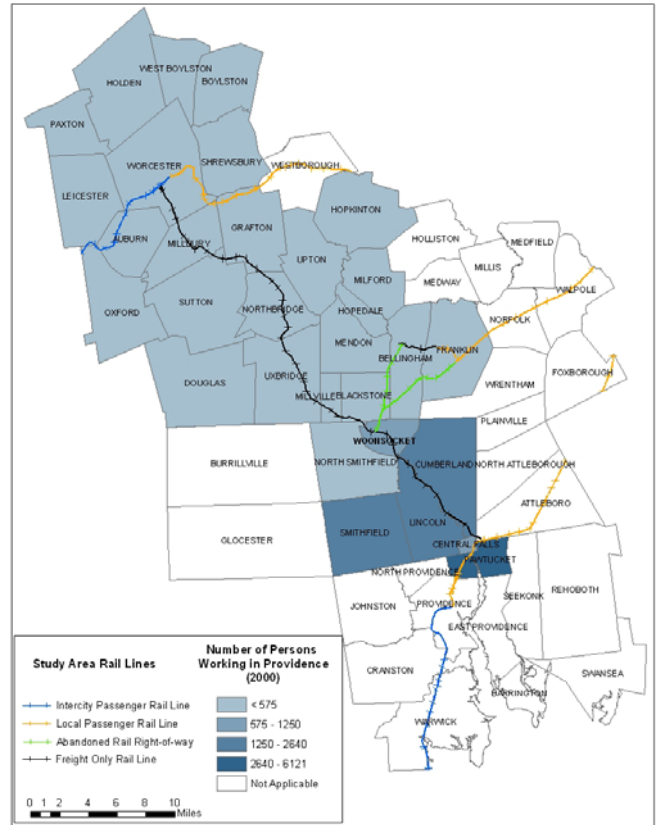 WEST BOYLSTON
BOYLSTON
HOLDEN
PAXTON
WORCESTER
SHREWSBURY
WESTBOROUGH
LEICESTER
HOPKINTON
AUBURN
MILLBURY
GRAFTON
HOLLISTON
MEDFIELD
UPTON
MILLIS
MEDWAY
MILFORD
WALPOLE
OXFORD
SUTTON
NORTHBRIDGE
HOPEDALE
NORFOLK
MENDON
FRANKLIN
BELLINGHAM
FOXBOROUGH
DOUGLAS
UXBRIDGE
WRENTHAM
MILLVILLE
BLACKSTONE
PLAINVILLE
WOONSOCKET
BURRILLVILLE
NORTH SMITHFIELD
CUMBERLAND
NORTH ATTLEBOROUGH
ATTLEBORO
GLOCESTER
SMITHFIELD
LINCOLN
CENTRAL FALLS
PAWTUCKET
NORTH PROVIDENCE
SEEKONK
REHOBOTH
JOHNSTON
PROVIDENCE
EAST PROVIDENCE
CRANSTON
SWANSEA
BARRINGTON
WARWICK
Study Area Rail Lines
Intercity Passenger Rail Line
Local Passenger Rail Line
Abandoned Rail Right-of-way
Freight Only Rail Line
0 1 2 4 6 8 10
Miles
Number of Persons
Working in Providence
(2000)
< 575
575 - 1250
1250 - 2640
2640 - 6121
Not Applicable